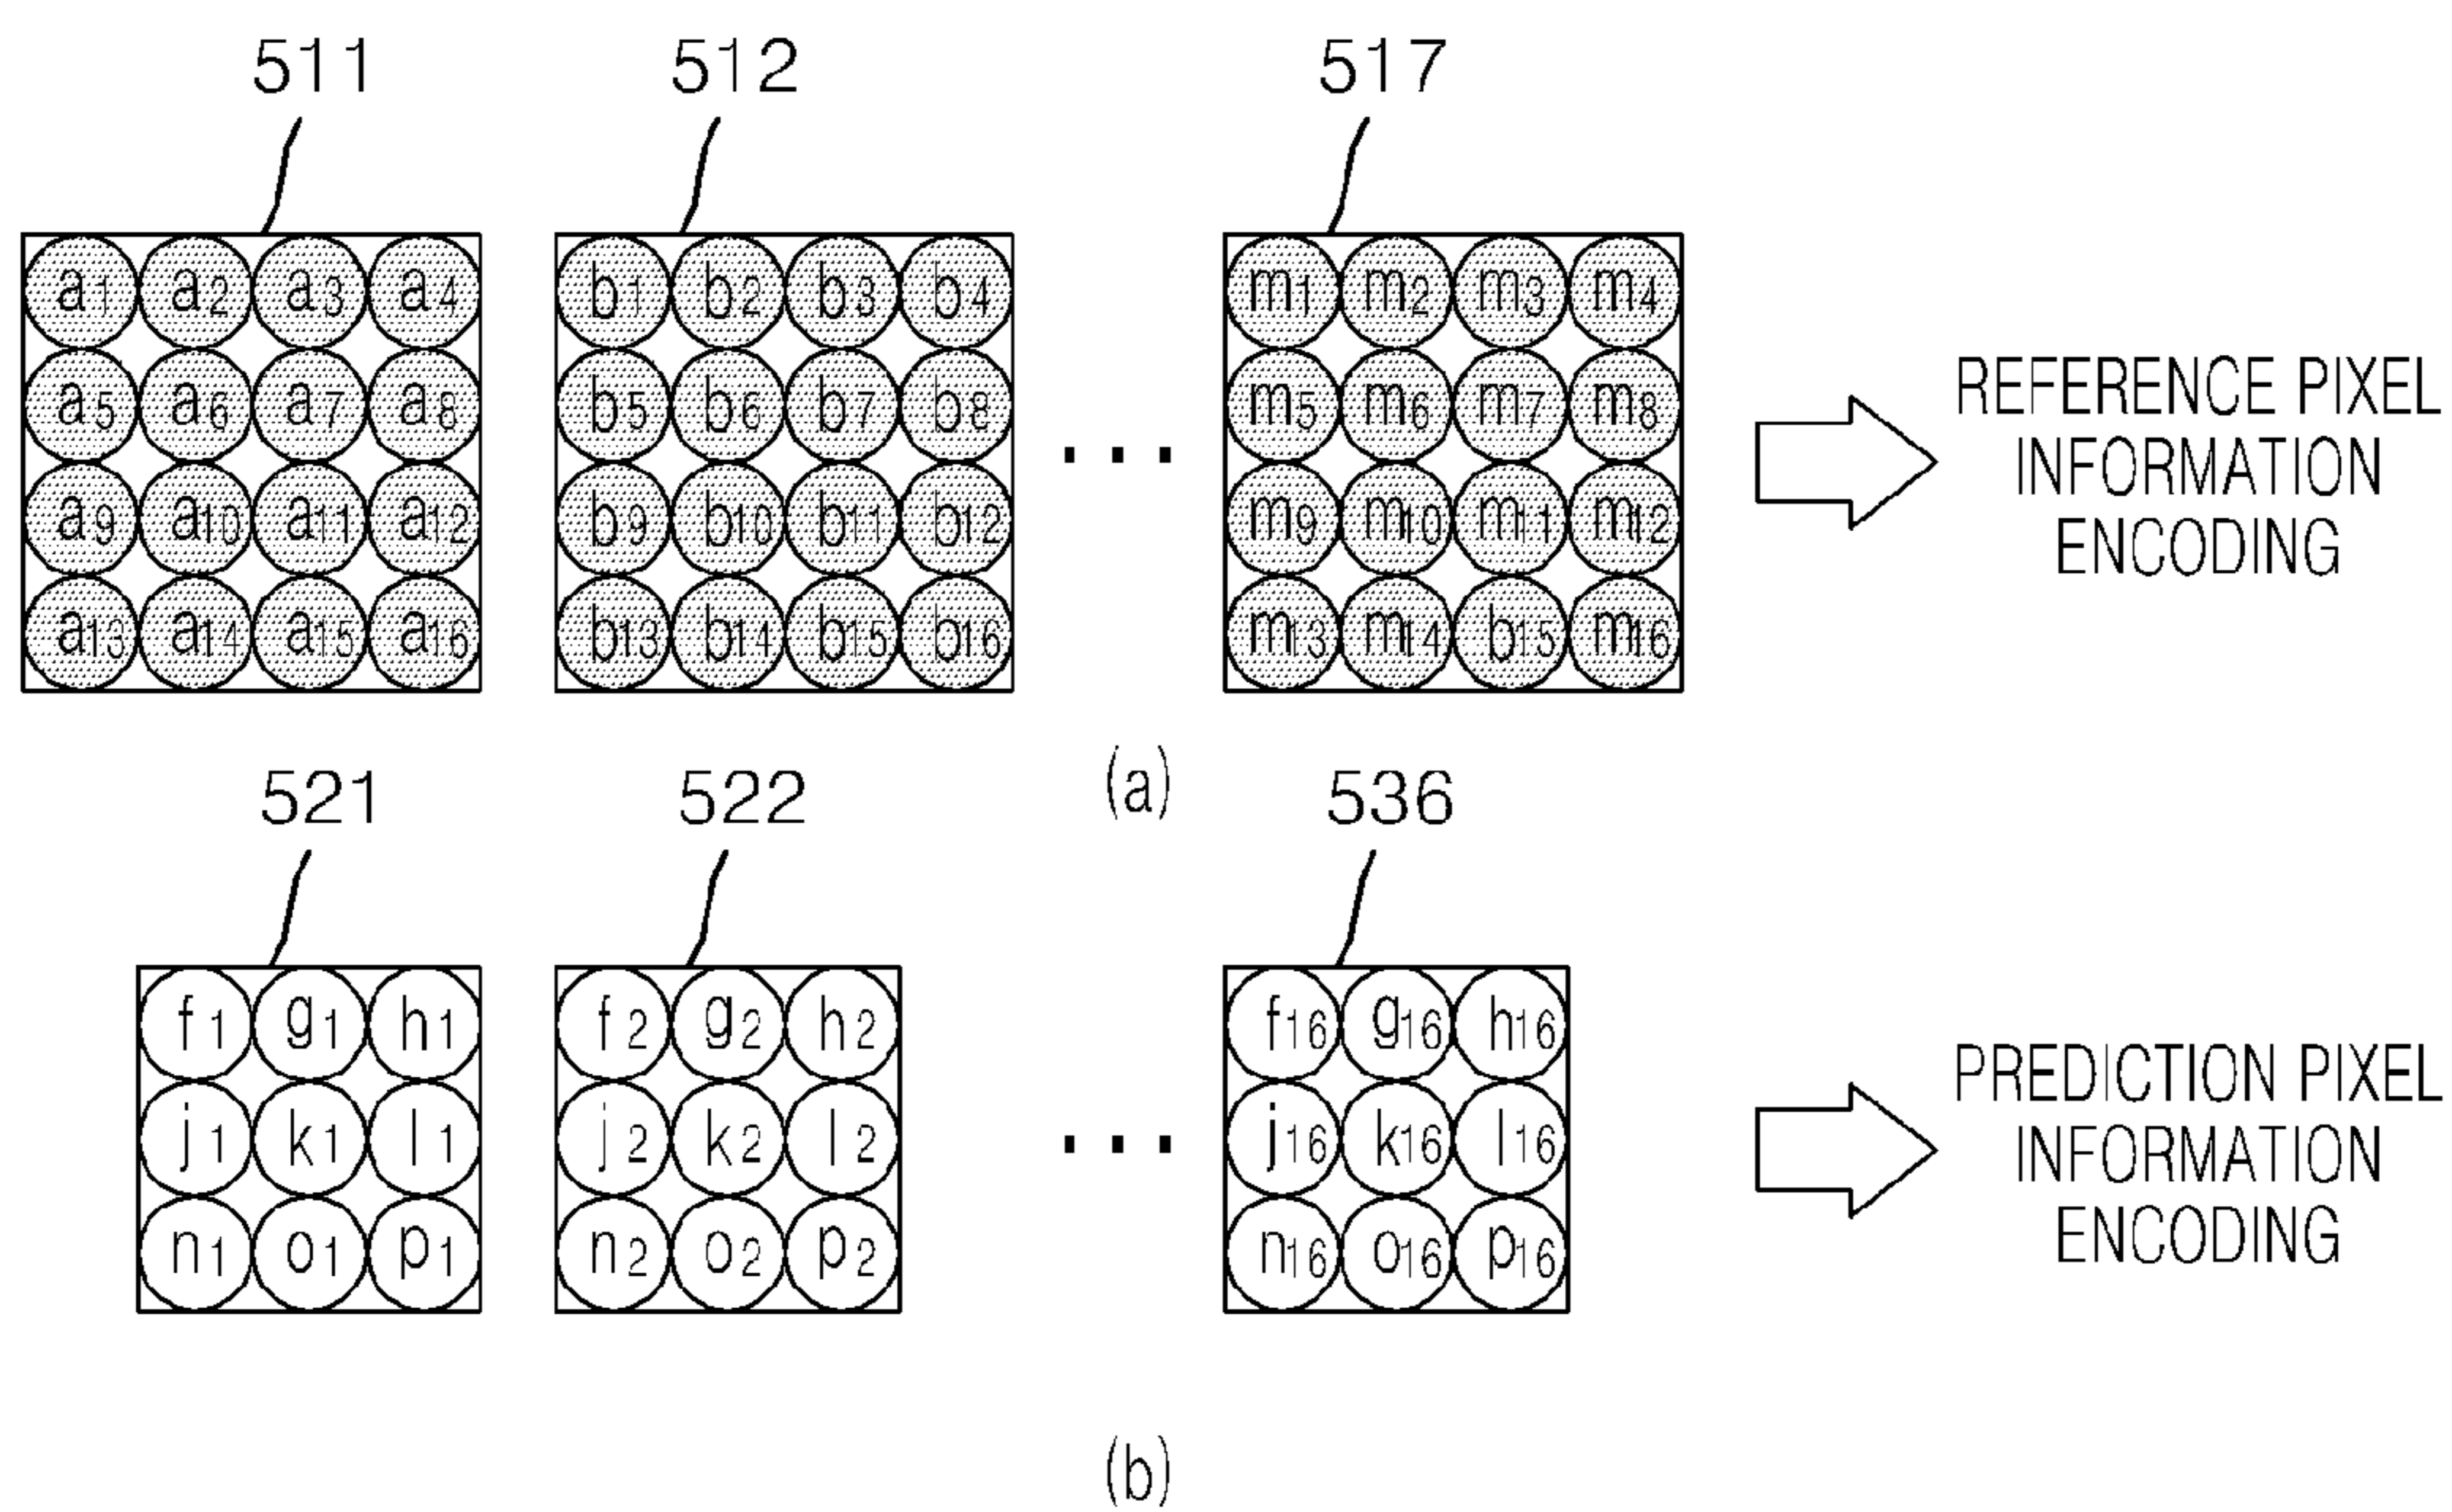 511 512 517
a1 a2 a3 a4 b1 b2 b3 b4 m1 m2 m3 m4
a5 a6 a7 a8 b5 b6 b7 b8 ... m5 m6 m7 m8
a9 a10 a11 a12 b9 b10 b11 b12 m9 m10 m11 m12
a13 a14 a15 a16 b13 b14 b15 b16 m13 m14 b15 m16
REFERENCE PIXEL
INFORMATION
ENCODING
(a)
521 522 536
f1 g1 h1 f2 g2 h2 f16 g16 h16
j1 k1 l1 j2 k2 l2 ... j16 k16 l16
n1 o1 p1 n2 o2 p2 n16 o16 p16
PREDICTION PIXEL
INFORMATION
ENCODING
(b)